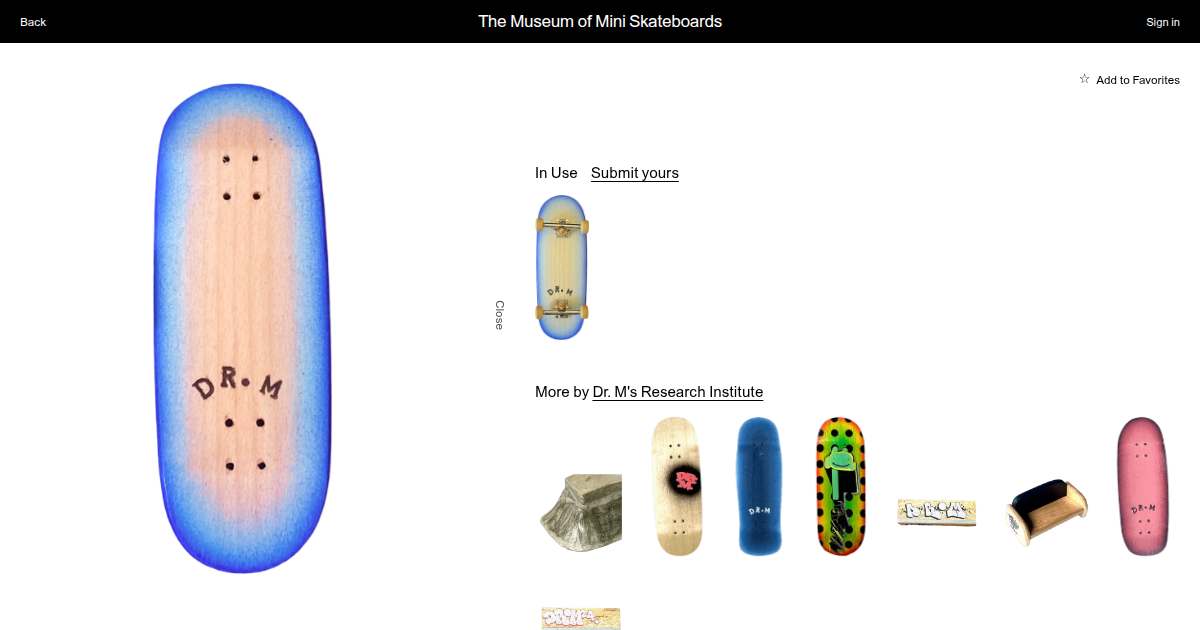 Back
The Museum of Mini Skateboards
Sign in
☆ Add to Favorites
In Use Submit yours
DR.M
DR.M
Close
More by Dr. M's Research Institute
DR.M
DR.M